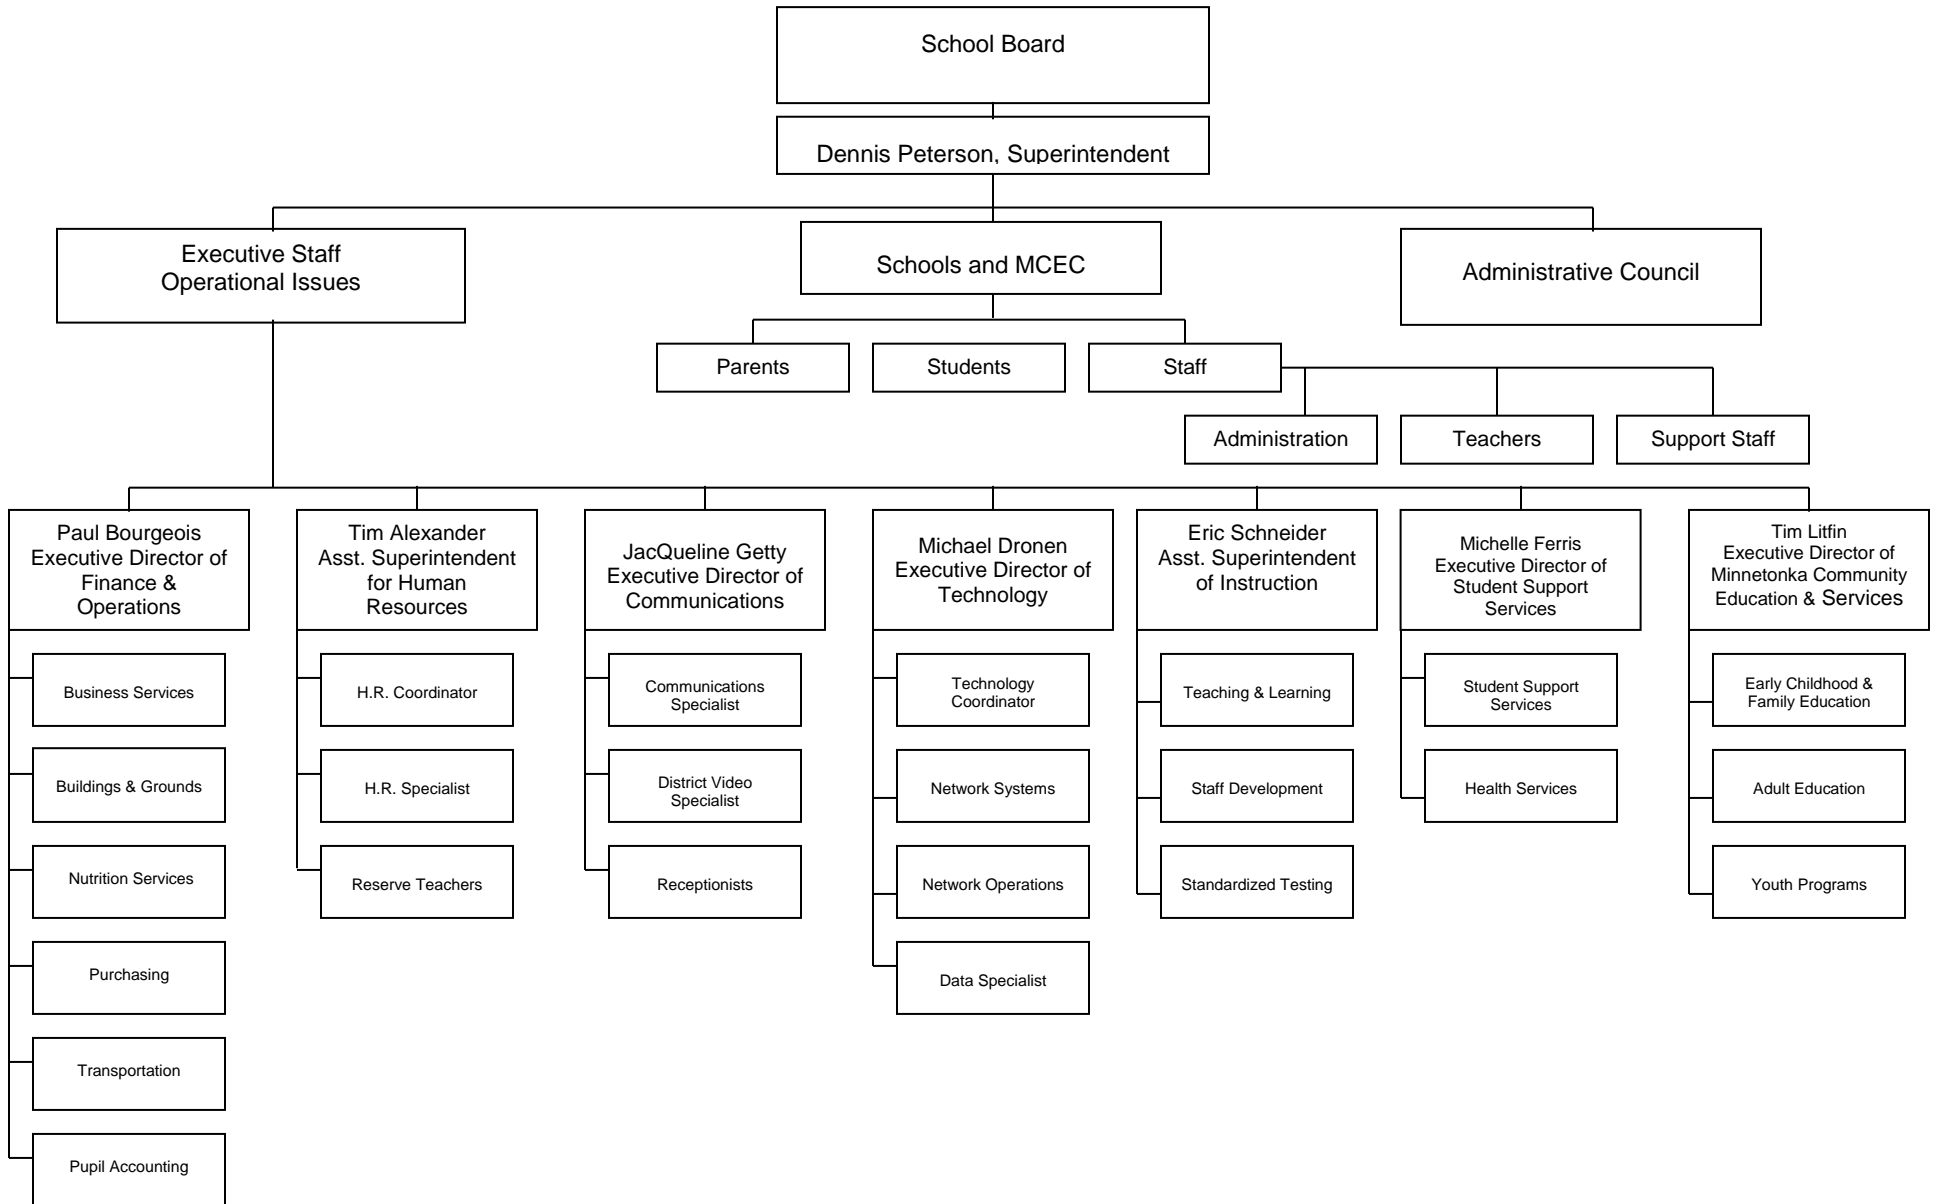 School Board
Dennis Peterson, Superintendent
Executive Staff
Operational Issues
Schools and MCEC
Administrative Council
Parents
Students
Staff
Administration
Teachers
Support Staff
Paul Bourgeois
Executive Director of
Finance &
Operations
Tim Alexander
Asst. Superintendent
for Human
Resources
JacQueline Getty
Executive Director of
Communications
Michael Dronen
Executive Director of
Technology
Eric Schneider
Asst. Superintendent
of Instruction
Michelle Ferris
Executive Director of
Student Support
Services
Tim Litfin
Executive Director of
Minnetonka Community
Education & Services
Business Services
Buildings & Grounds
Nutrition Services
Purchasing
Transportation
Pupil Accounting
H.R. Coordinator
H.R. Specialist
Reserve Teachers
Communications
Specialist
District Video
Specialist
Receptionists
Technology
Coordinator
Network Systems
Network Operations
Data Specialist
Teaching & Learning
Staff Development
Standardized Testing
Student Support
Services
Health Services
Early Childhood &
Family Education
Adult Education
Youth Programs